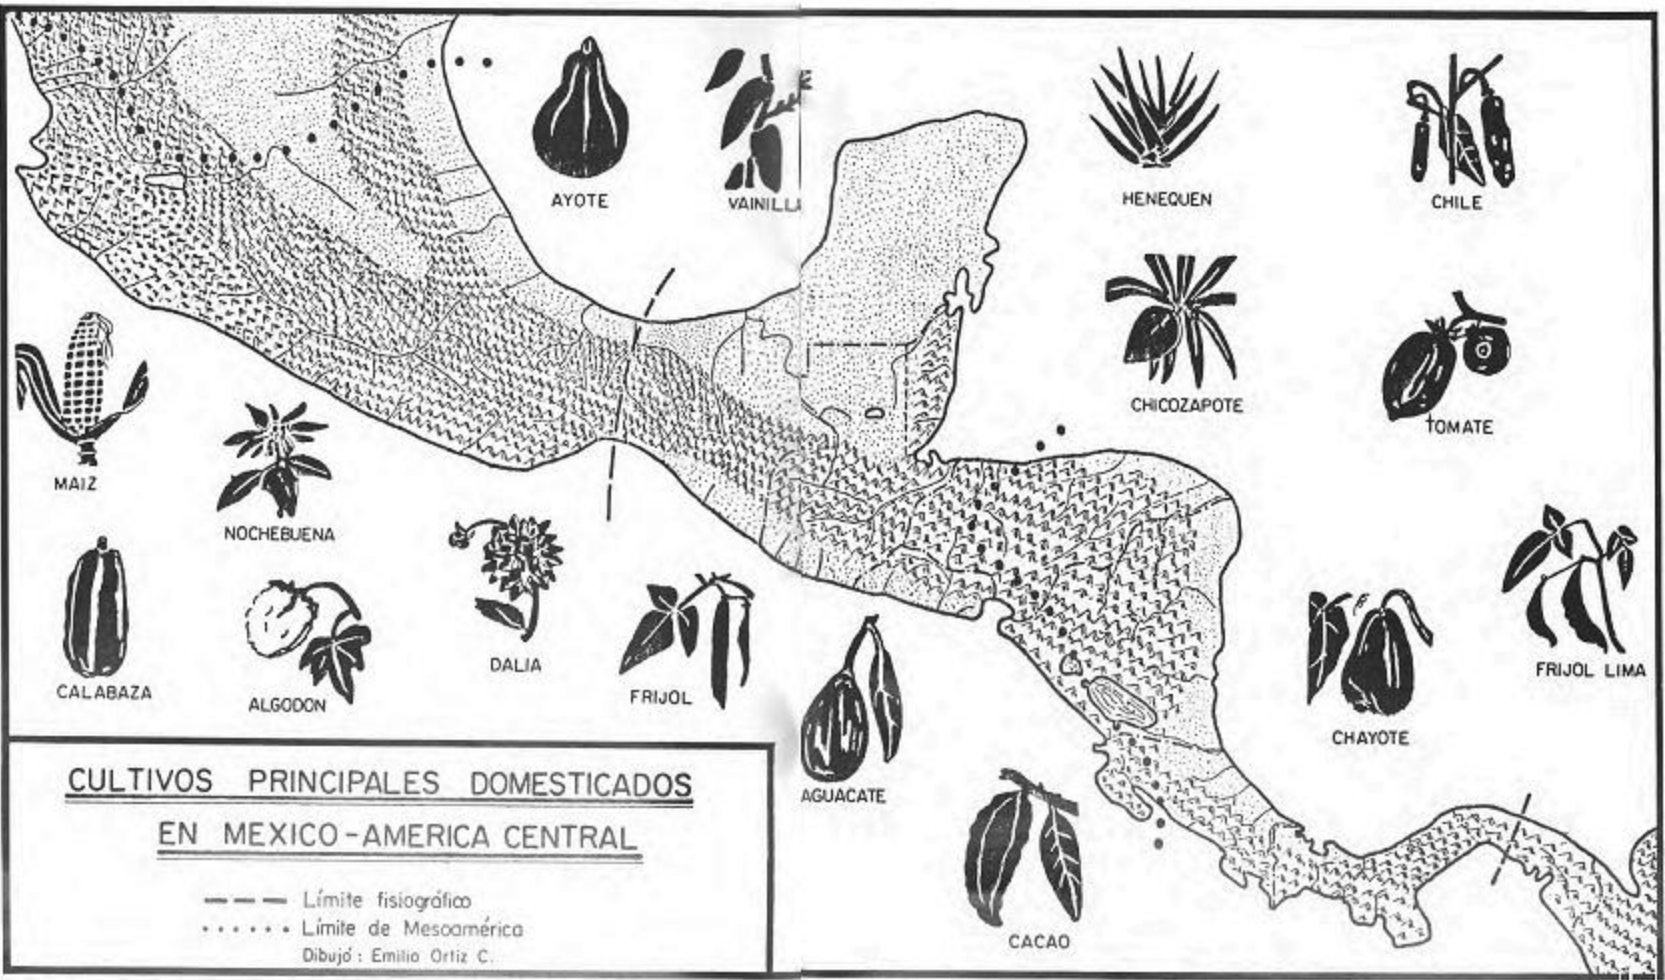 AYOTE
VAINILLA
HENEQUEN
CHILE
CHICOZAPOTE
TOMATE
MAIZ
NOCHEBUENA
CALABAZA
ALGODON
DALIA
FRIJOL
AGUACATE
CACAO
CHAYOTE
FRIJOL LIMA
CULTIVOS PRINCIPALES DOMESTICADOS
EN MEXICO-AMERICA CENTRAL
Límite fisiográfico
Límite de Mesoamérica
Dibujó: Emilio Ortiz C.